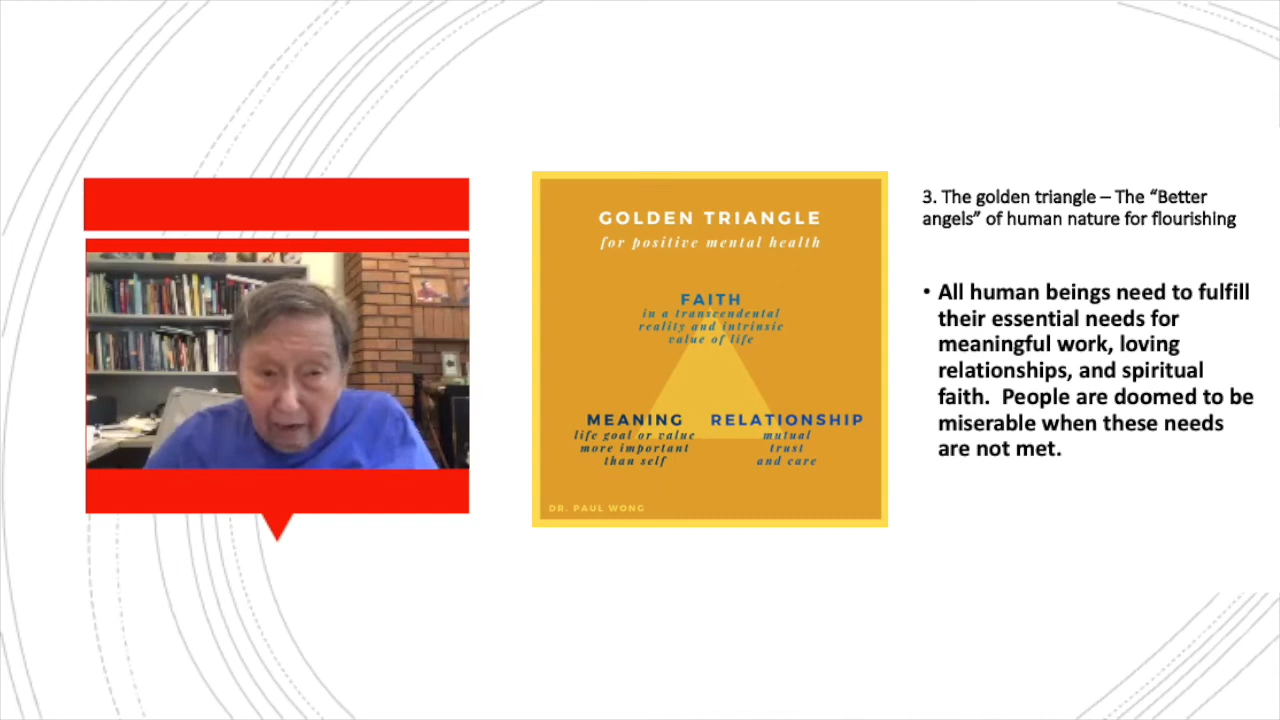 GOLDEN TRIANGLE
for positive mental health
FAITH
in a transcendental
reality and intrinsic
value of life
MEANING
life goal or value
more important
than self
RELATIONSHIP
mutual
trust
and care
DR. PAUL WONG
3. The golden triangle – The “Better
angels” of human nature for flourishing
• All human beings need to fulfill
their essential needs for
meaningful work, loving
relationships, and spiritual
faith.  People are doomed to be
miserable when these needs
are not met.